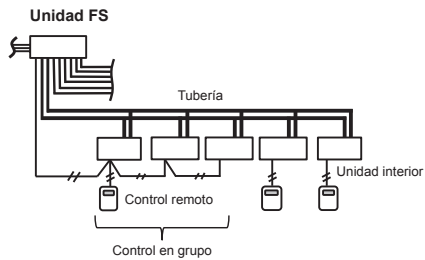 Unidad FS
Tubería
Unidad interior
Control remoto
Control en grupo